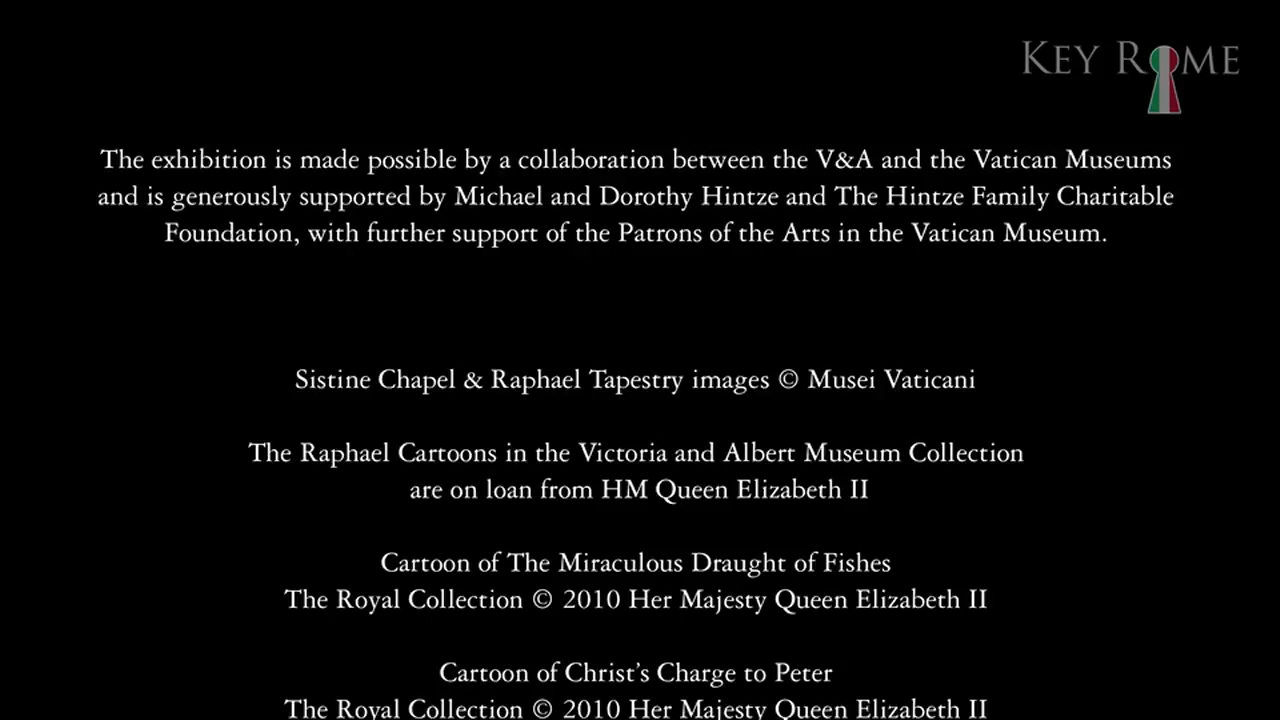 KEY ROME
The exhibition is made possible by a collaboration between the V&A and the Vatican Museums
and is generously supported by Michael and Dorothy Hintze and The Hintze Family Charitable
Foundation, with further support of the Patrons of the Arts in the Vatican Museum.
Sistine Chapel & Raphael Tapestry images © Musei Vaticani
The Raphael Cartoons in the Victoria and Albert Museum Collection
are on loan from HM Queen Elizabeth II
Cartoon of The Miraculous Draught of Fishes
The Royal Collection © 2010 Her Majesty Queen Elizabeth II
Cartoon of Christ's Charge to Peter
The Royal Collection © 2010 Her Majesty Queen Elizabeth II